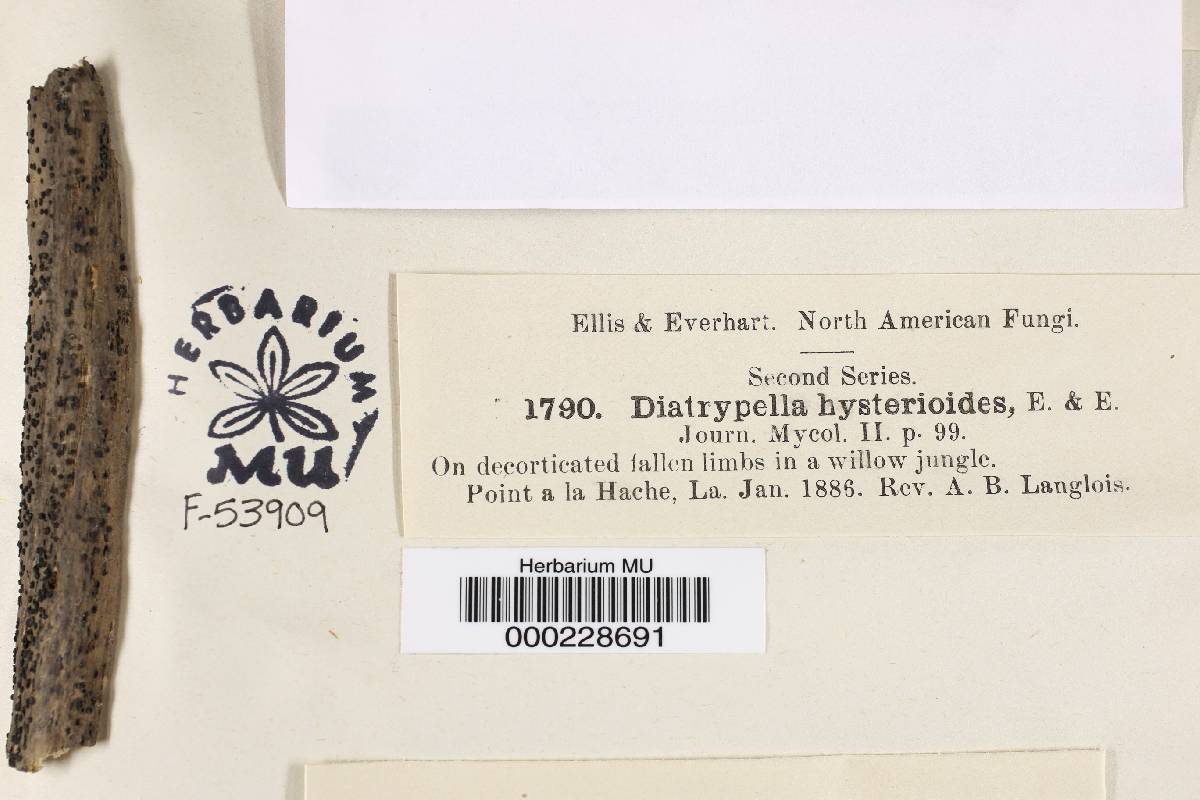 Ellis & Everhart. North American Fungi.
Second Series.
1790. Diatrypella hysterioides, E. & E.
Journ. Mycol. II. p. 99.
On decorticated fallen limbs in a willow jungle.
Point a la Hache, La. Jan. 1886. Rev. A. B. Langlois.
HERBARIUM
MU
F-53909
Herbarium MU
000228691